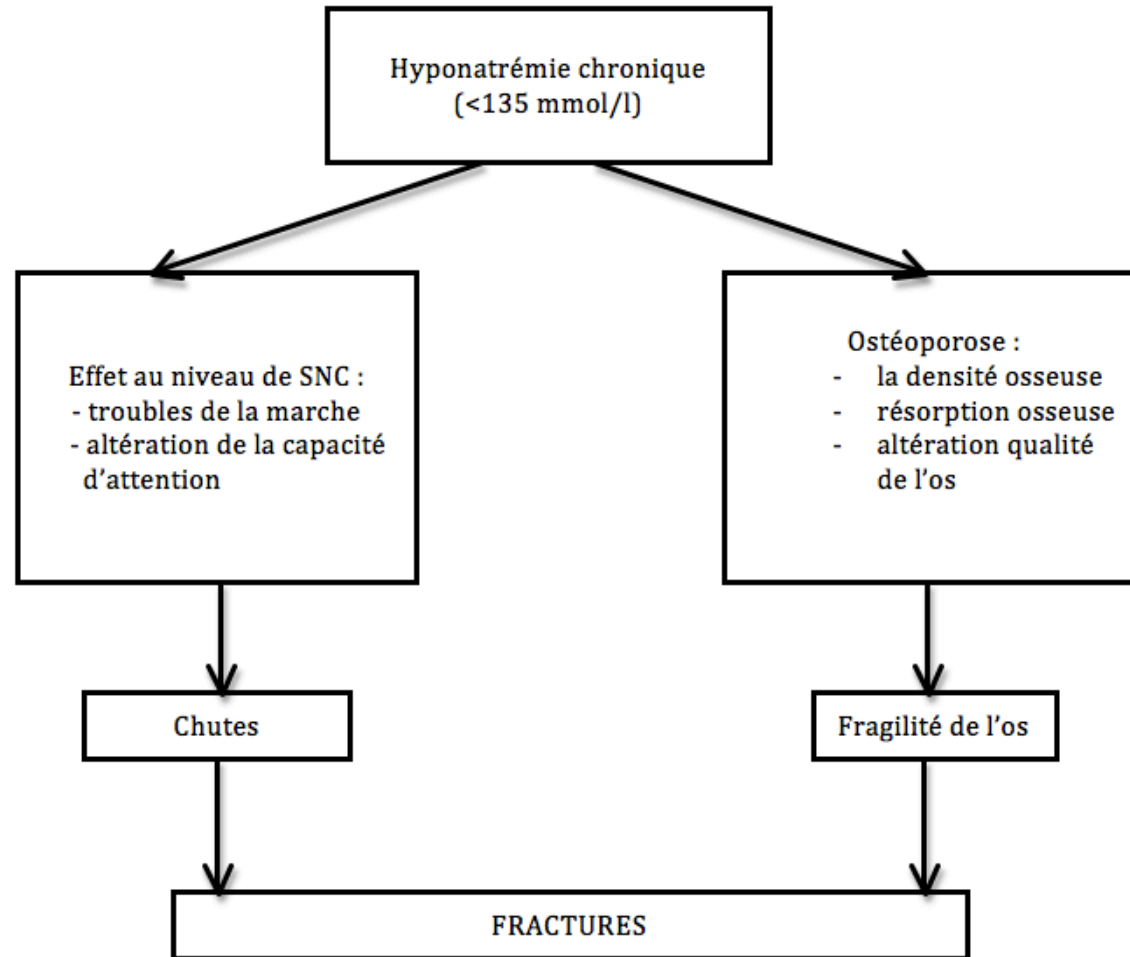 Hyponatrémie chronique
(<135 mmol/l)
Effet au niveau de SNC :
- troubles de la marche
- altération de la capacité
d’attention
Ostéoporose :
- la densité osseuse
- résorption osseuse
- altération qualité
de l’os
Chutes
Fragilité de l’os
FRACTURES